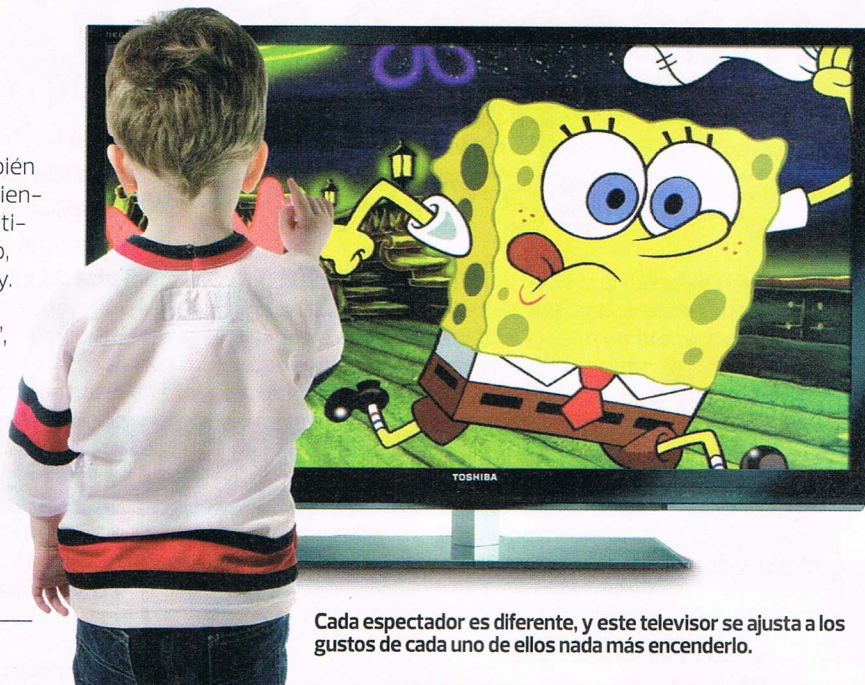 TOSHIBA
Cada espectador es diferente, y este televisor se ajusta a los
gustos de cada uno de ellos nada más encenderlo.